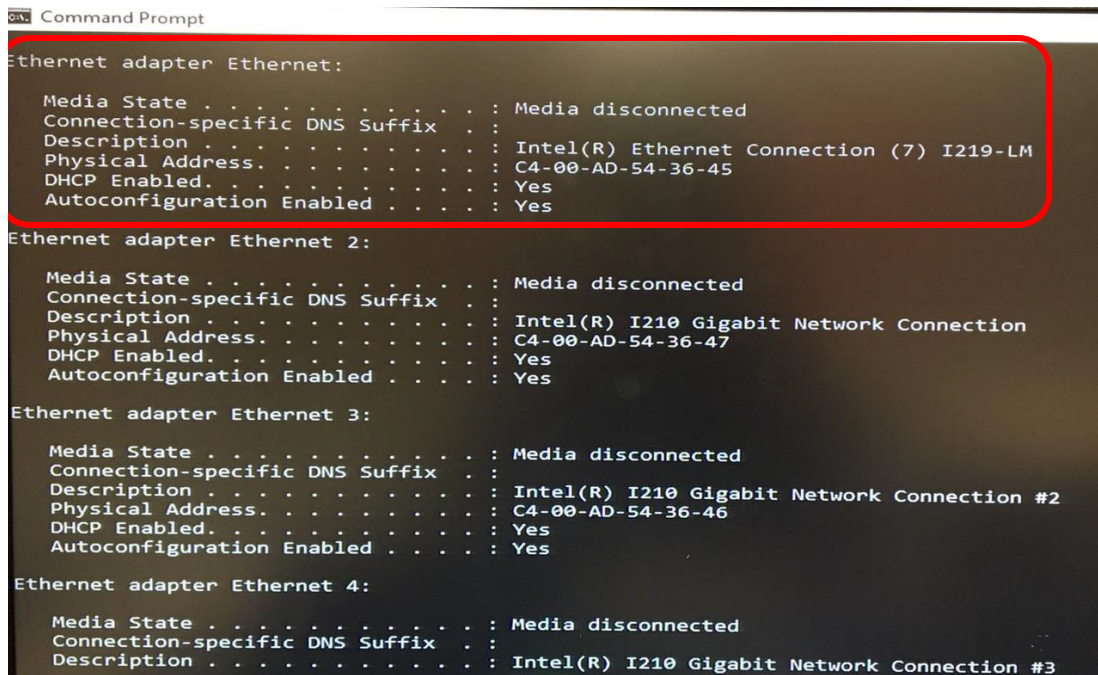 Command Prompt
Ethernet adapter Ethernet:
Media State . . . . . . . . . . . : Media disconnected
Connection-specific DNS Suffix  . :
Description . . . . . . . . . . . : Intel(R) Ethernet Connection (7) I219-LM
Physical Address. . . . . . . . . : C4-00-AD-54-36-45
DHCP Enabled. . . . . . . . . . . : Yes
Autoconfiguration Enabled . . . . : Yes
Ethernet adapter Ethernet 2:
Media State . . . . . . . . . . . : Media disconnected
Connection-specific DNS Suffix  . :
Description . . . . . . . . . . . : Intel(R) I210 Gigabit Network Connection
Physical Address. . . . . . . . . : C4-00-AD-54-36-47
DHCP Enabled. . . . . . . . . . . : Yes
Autoconfiguration Enabled . . . . : Yes
Ethernet adapter Ethernet 3:
Media State . . . . . . . . . . . : Media disconnected
Connection-specific DNS Suffix  . :
Description . . . . . . . . . . . : Intel(R) I210 Gigabit Network Connection #2
Physical Address. . . . . . . . . : C4-00-AD-54-36-46
DHCP Enabled. . . . . . . . . . . : Yes
Autoconfiguration Enabled . . . . : Yes
Ethernet adapter Ethernet 4:
Media State . . . . . . . . . . . : Media disconnected
Connection-specific DNS Suffix  . :
Description . . . . . . . . . . . : Intel(R) I210 Gigabit Network Connection #3